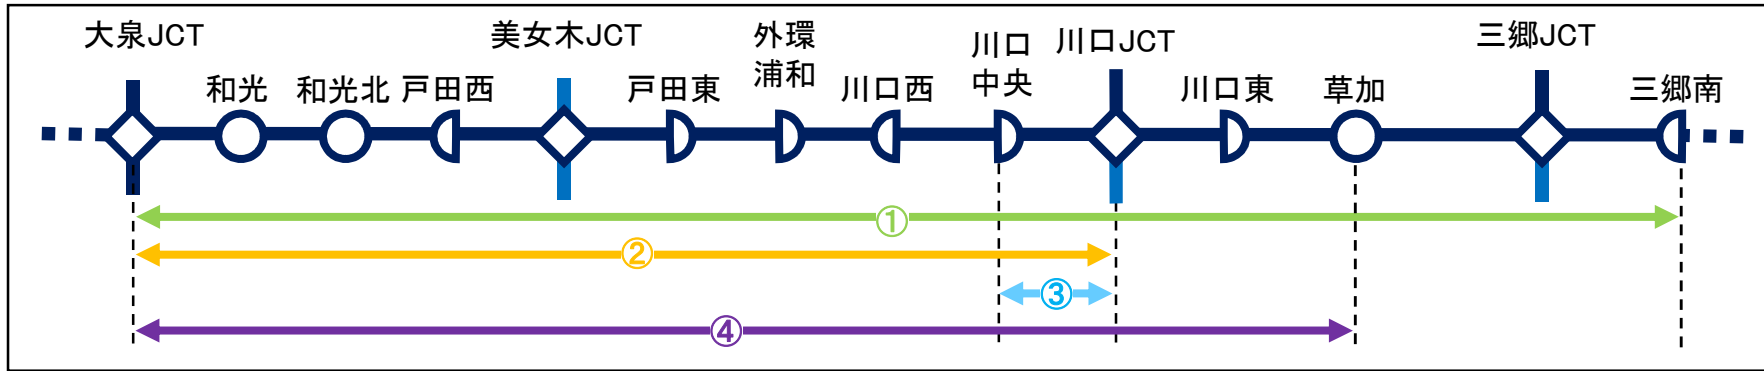 大泉JCT
和光
和光北
戸田西
美女木JCT
戸田東
外環
浦和
川口西
川口
中央
川口JCT
川口東
草加
三郷JCT
三郷南
①
②
③
④